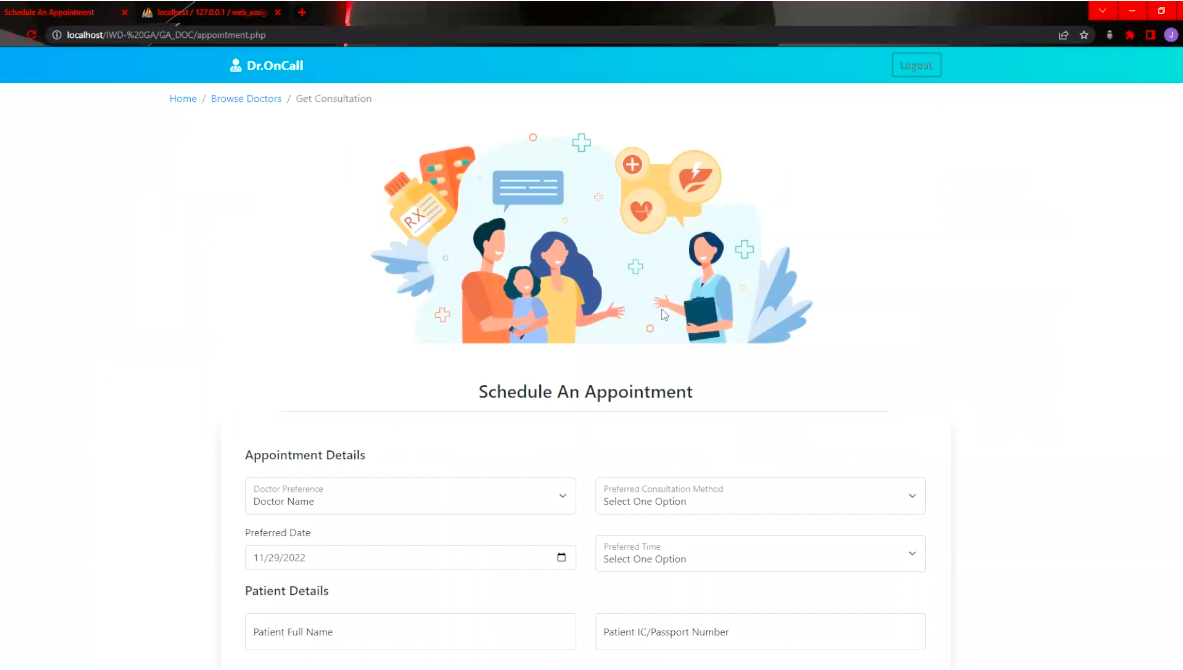 Schedule An Appointment
localhost / 127.0.0.1 / web_assig
localhost/IWD-%20GA/GA_DOC/appointment.php
J
Dr.OnCall
Logout
Home / Browse Doctors / Get Consultation
RX
Schedule An Appointment
Appointment Details
Doctor Preference
Doctor Name
Preferred Consultation Method
Select One Option
Preferred Date
11/29/2022
Preferred Time
Select One Option
Patient Details
Patient Full Name
Patient IC/Passport Number